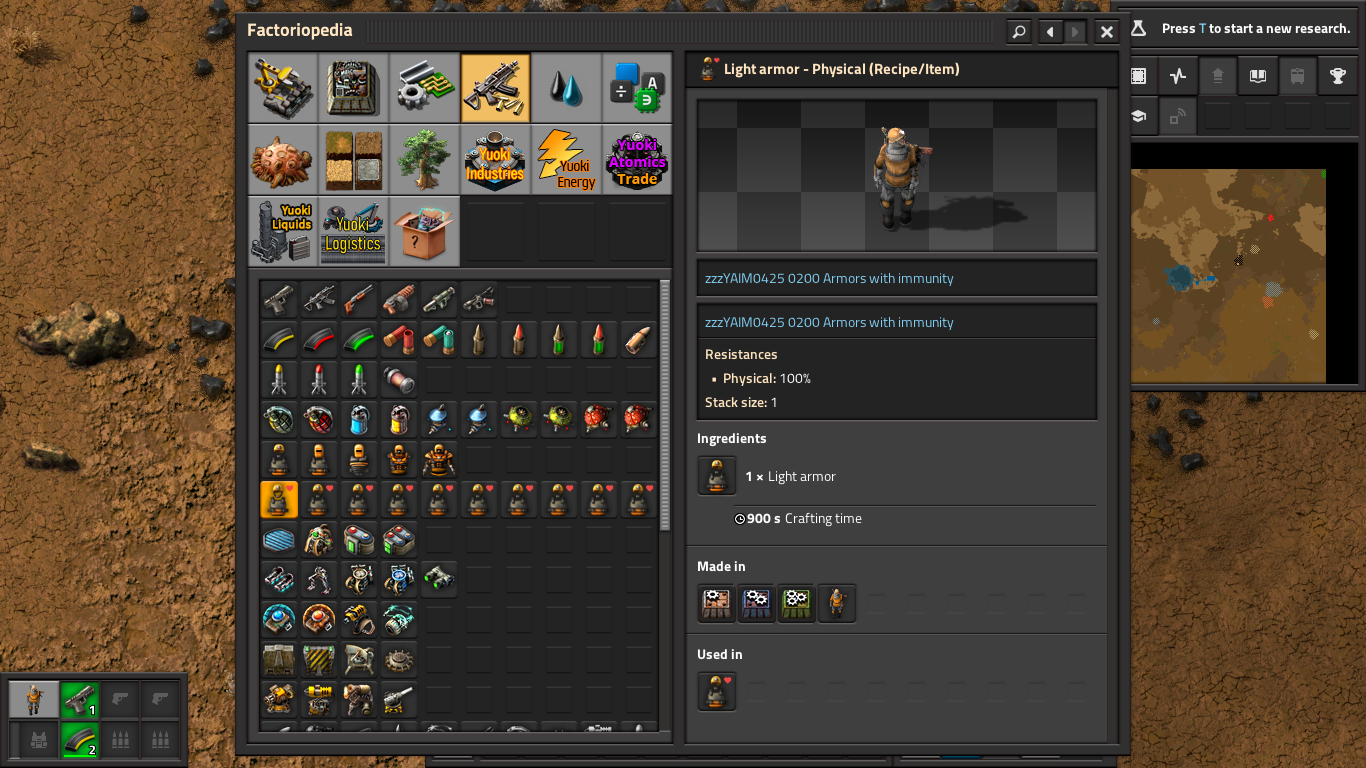 Factoriopedia
Press T to start a new research.
Light armor - Physical (Recipe/Item)
÷
A
Э
Yuoki
Industries
Yuoki
Energy
Yuoki
Atomics
Trade
Yuoki
Liquids
Yuoki
Logistics
?
zzzYAIM0425 0200 Armors with immunity
zzzYAIM0425 0200 Armors with immunity
Resistances
▪ Physical: 100%
Stack size: 1
Ingredients
1 × Light armor
900 s Crafting time
Made in
Used in
1
2